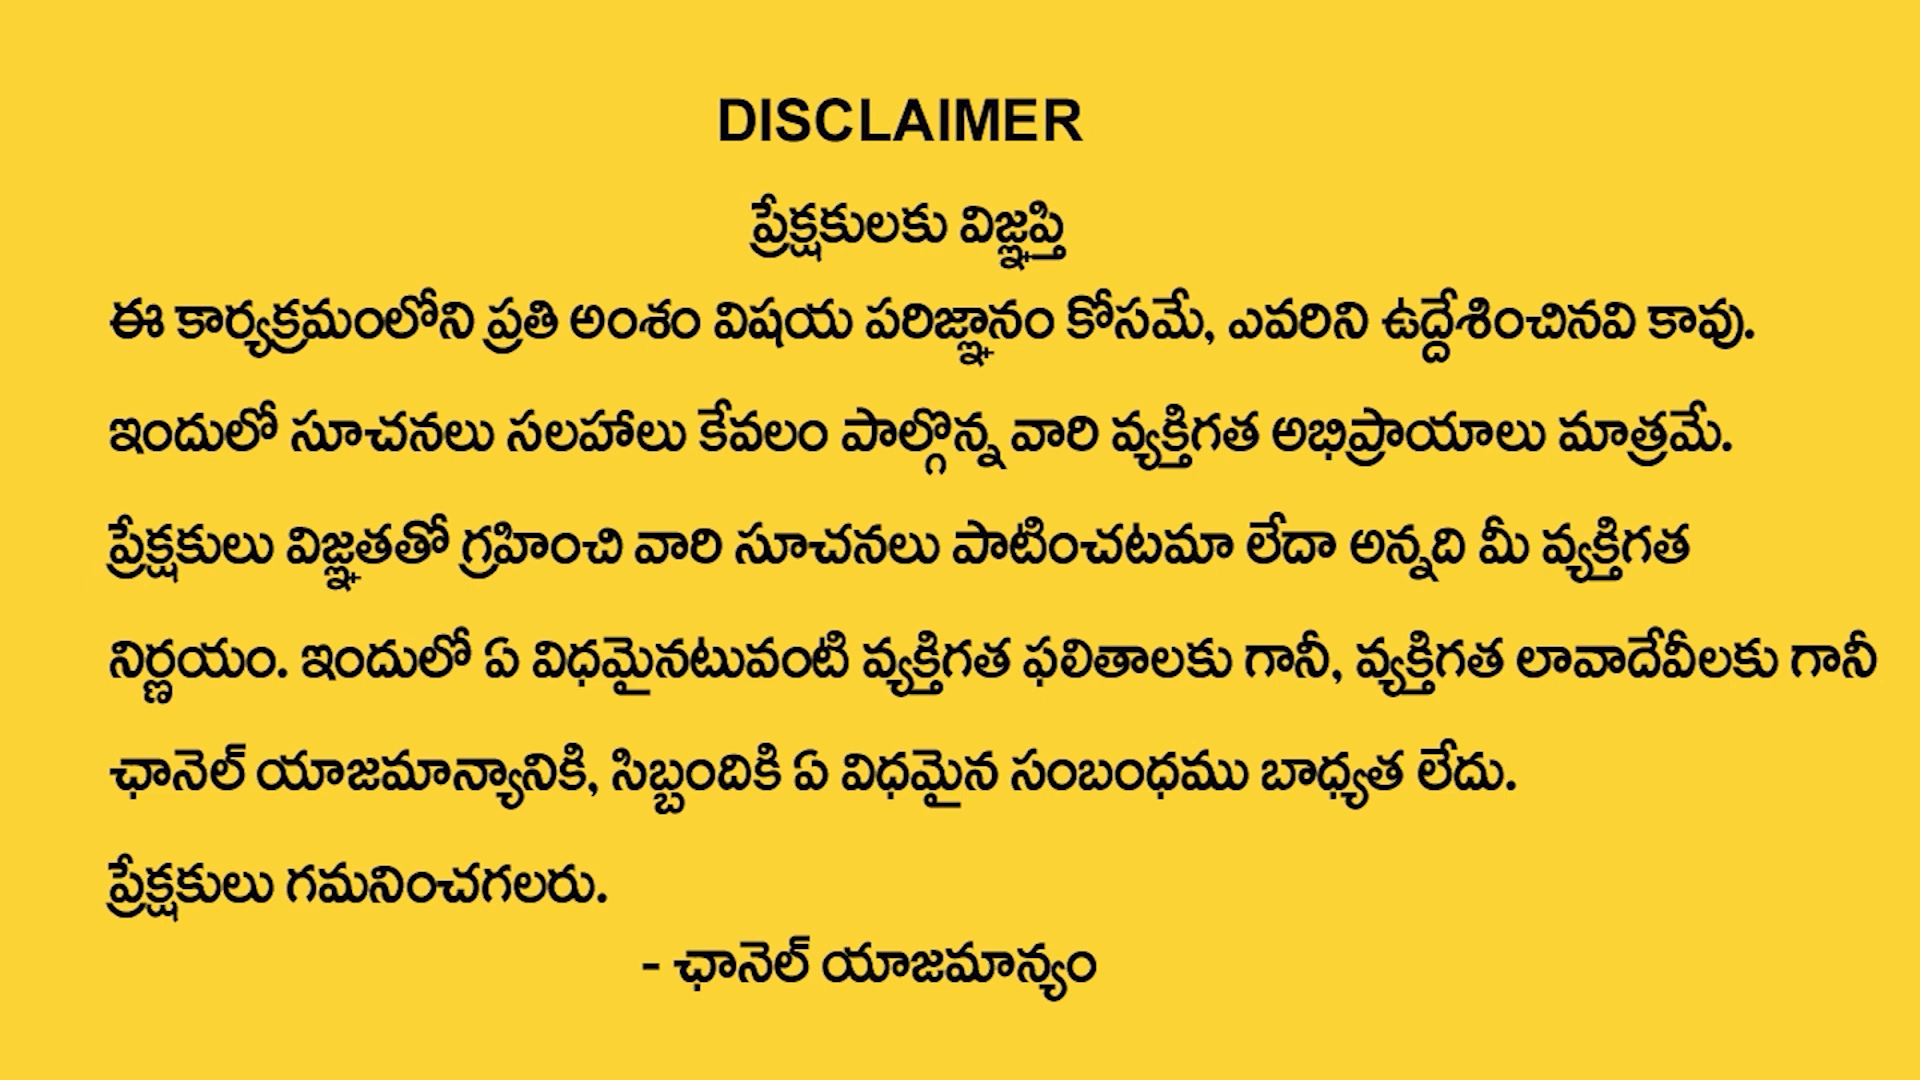 DISCLAIMER
ప్రేక్షకులకు విజ్ఞప్తి
ఈ కార్యక్రమంలోని ప్రతి అంశం విషయ పరిజ్ఞానం కోసమే, ఎవరిని ఉద్దేశించినవి కావు.
ఇందులో సూచనలు సలహాలు కేవలం పాల్గొన్న వారి వ్యక్తిగత అభిప్రాయాలు మాత్రమే.
ప్రేక్షకులు విజ్ఞతతో గ్రహించి వారి సూచనలు పాటించటమా లేదా అన్నది మీ వ్యక్తిగత
నిర్ణయం. ఇందులో ఏ విధమైనటువంటి వ్యక్తిగత ఫలితాలకు గానీ, వ్యక్తిగత లావాదేవీలకు గానీ
ఛానెల్ యాజమాన్యానికి, సిబ్బందికి ఏ విధమైన సంబంధము బాధ్యత లేదు.
ప్రేక్షకులు గమనించగలరు.
- ఛానెల్ యాజమాన్యం